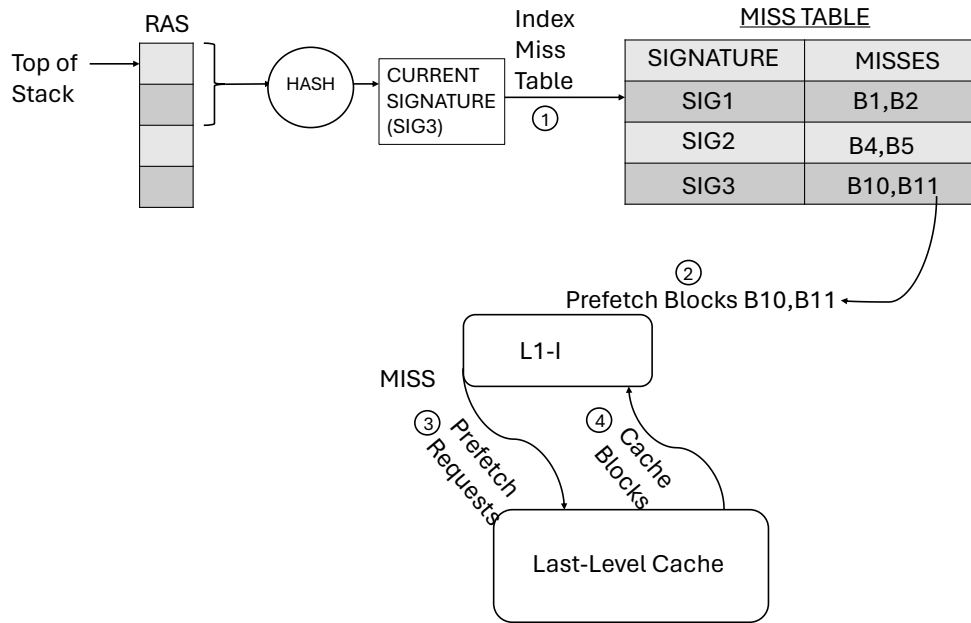 RAS
Top of
Stack
HASH
CURRENT
SIGNATURE
(SIG3)
Index
Miss
Table
1
MISS TABLE
SIGNATURE MISSES
SIG1 B1,B2
SIG2 B4,B5
SIG3 B10,B11
2
Prefetch Blocks B10,B11
L1-I
MISS
3
Prefetch
Requests
4
Cache
Blocks
Last-Level Cache